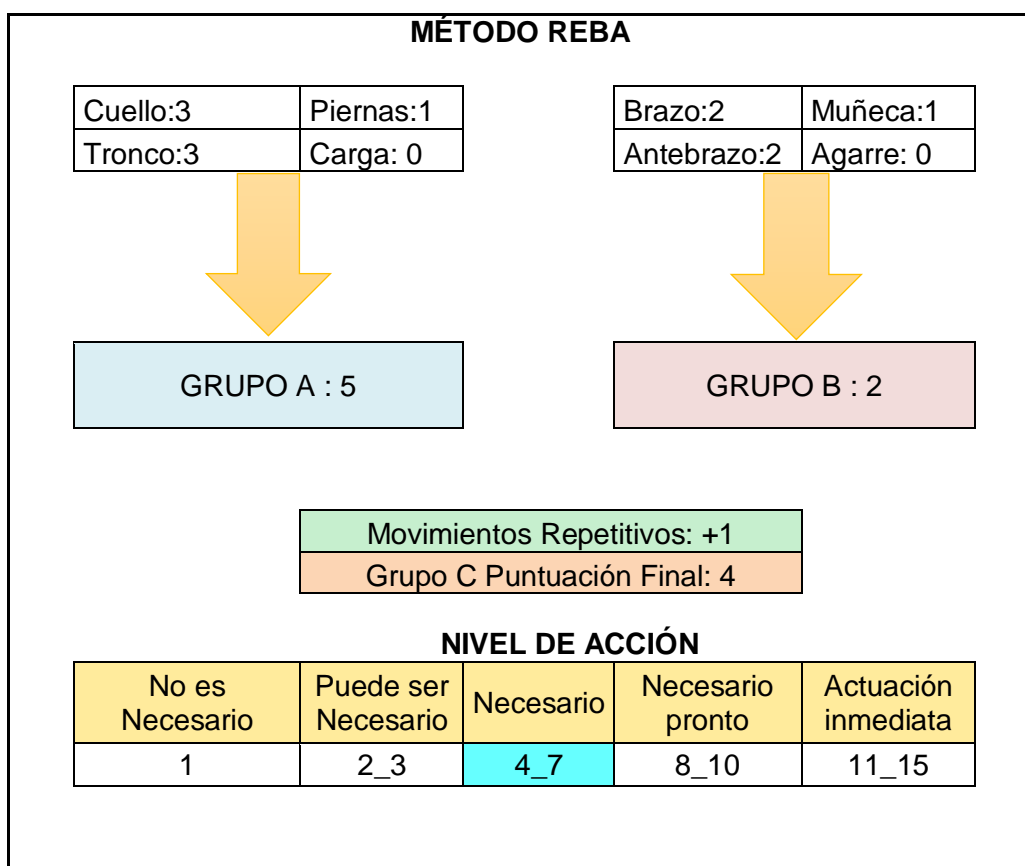 MÉTODO REBA
Cuello:3 Piernas:1
Tronco:3 Carga: 0
Brazo:2 Muñeca:1
Antebrazo:2 Agarre: 0
GRUPO A : 5
GRUPO B : 2
Movimientos Repetitivos: +1
Grupo C Puntuación Final: 4
NIVEL DE ACCIÓN
No es
Necesario
Puede ser
Necesario
Necesario
Necesario
pronto
Actuación
inmediata
1 2_3 4_7 8_10 11_15